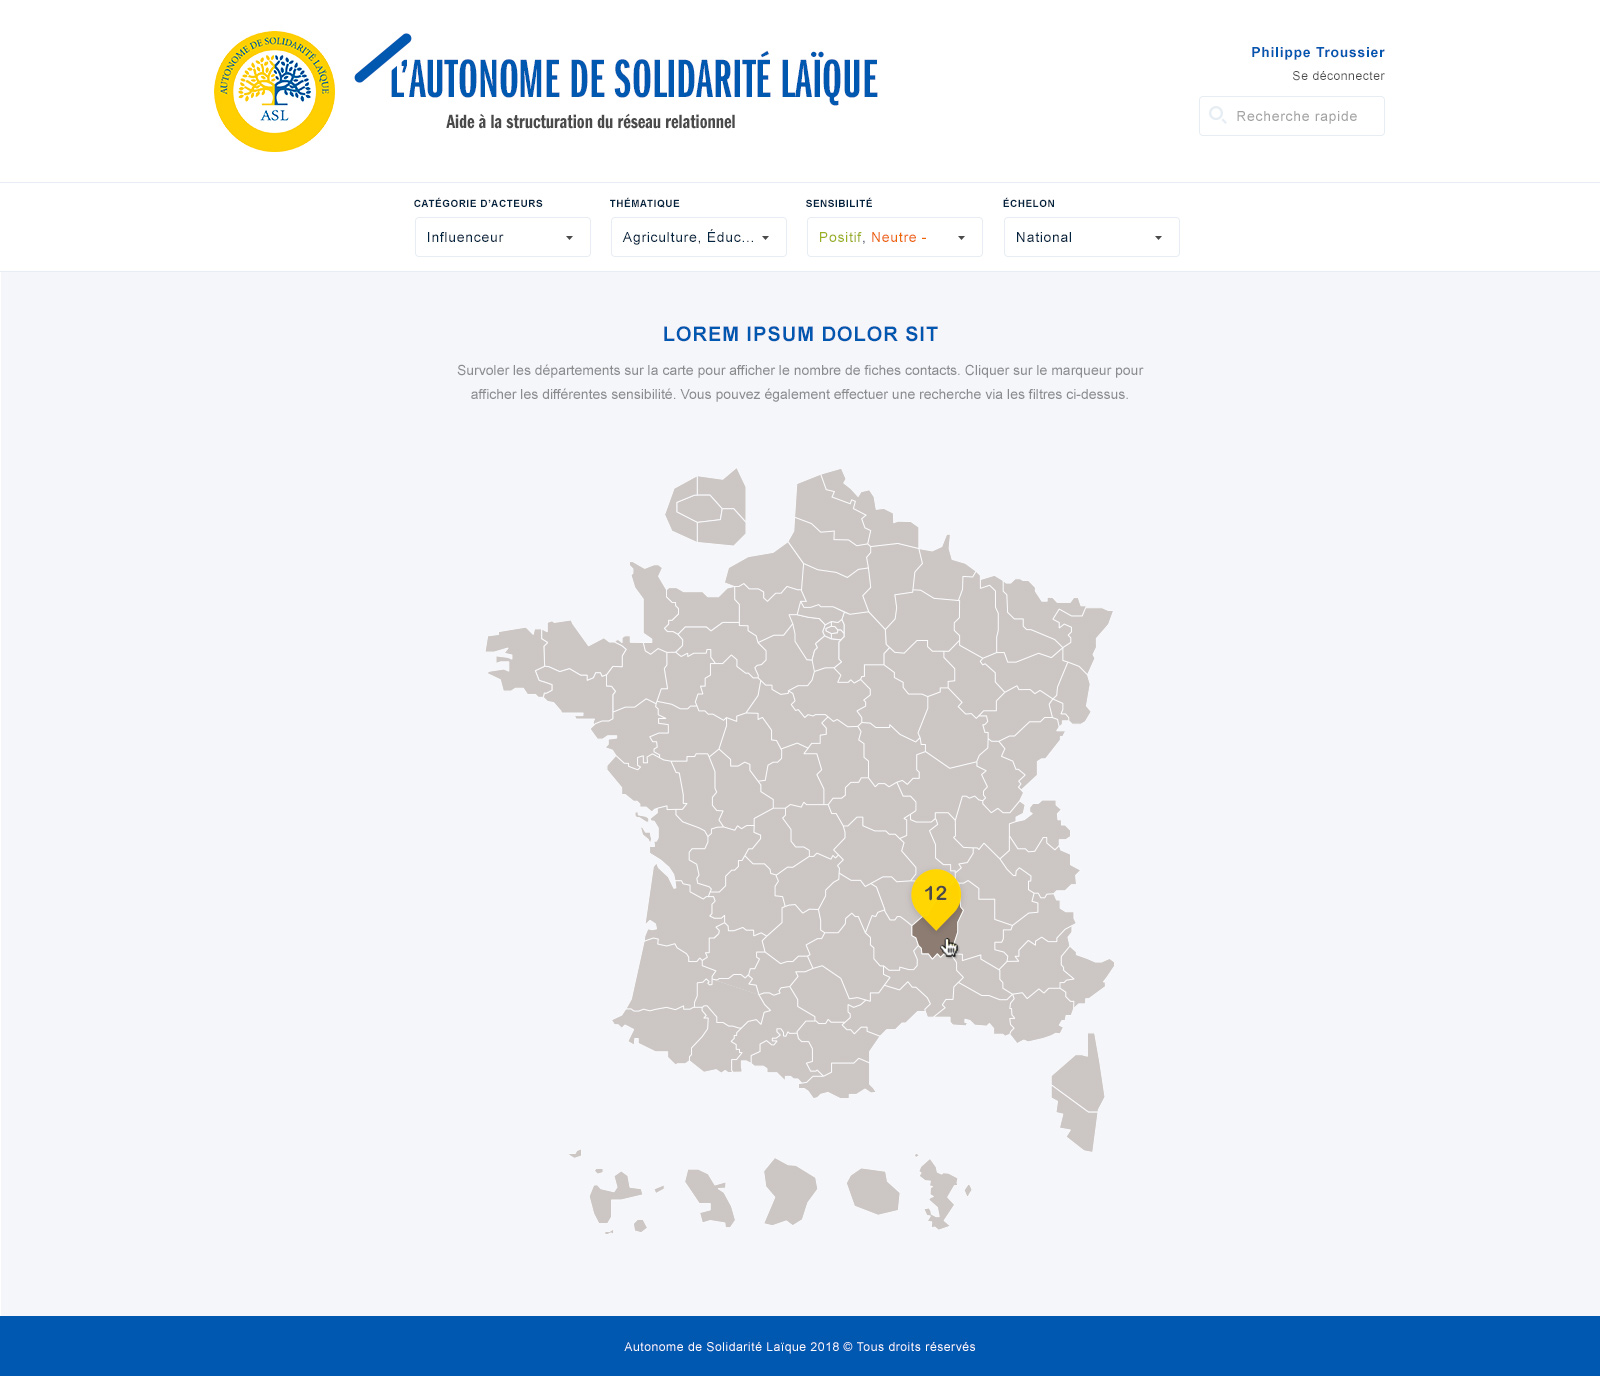 AUTONOME DE SOLIDARITÉ LAÏQUE
ASL
L'AUTONOME DE SOLIDARITÉ LAÏQUE
Aide à la structuration du réseau relationnel
Philippe Troussier
Se déconnecter
Recherche rapide
CATÉGORIE D'ACTEURS
THÉMATIQUE
SENSIBILITÉ
ÉCHELON
Influenceur
Agriculture, Éduc...
Positif, Neutre -
National
LOREM IPSUM DOLOR SIT
Survoler les départements sur la carte pour afficher le nombre de fiches contacts. Cliquer sur le marqueur pour
afficher les différentes sensibilité. Vous pouvez également effectuer une recherche via les filtres ci-dessus.
12
Autonome de Solidarité Laïque 2018 © Tous droits réservés